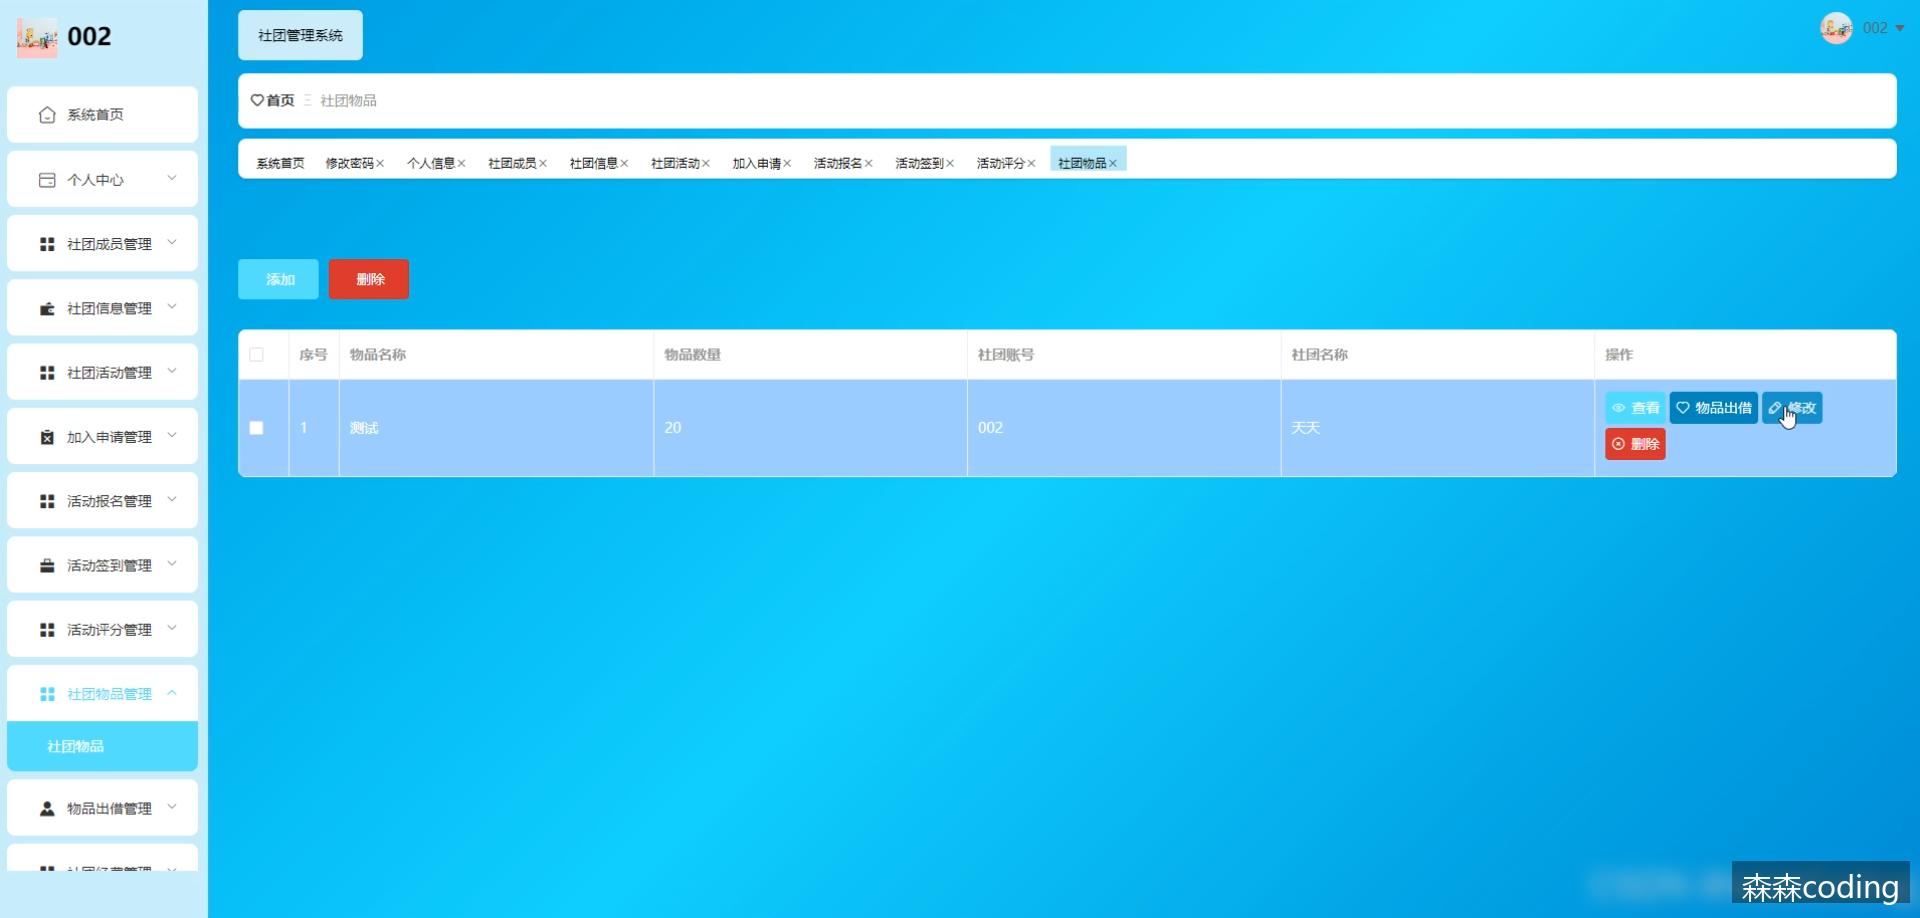 002
社团管理系统
002
首页 社团物品
系统首页 修改密码× 个人信息× 社团成员× 社团信息× 社团活动× 加入申请× 活动报名× 活动签到× 活动评分× 社团物品×
系统首页
个人中心
社团成员管理
社团信息管理
社团活动管理
加入申请管理
活动报名管理
活动签到管理
活动评分管理
社团物品管理
社团物品
物品出借管理
添加 删除
序号 物品名称 物品数量 社团账号 社团名称 操作
1 测试 20 002 天天 查看 物品出借 修改
删除
森森coding